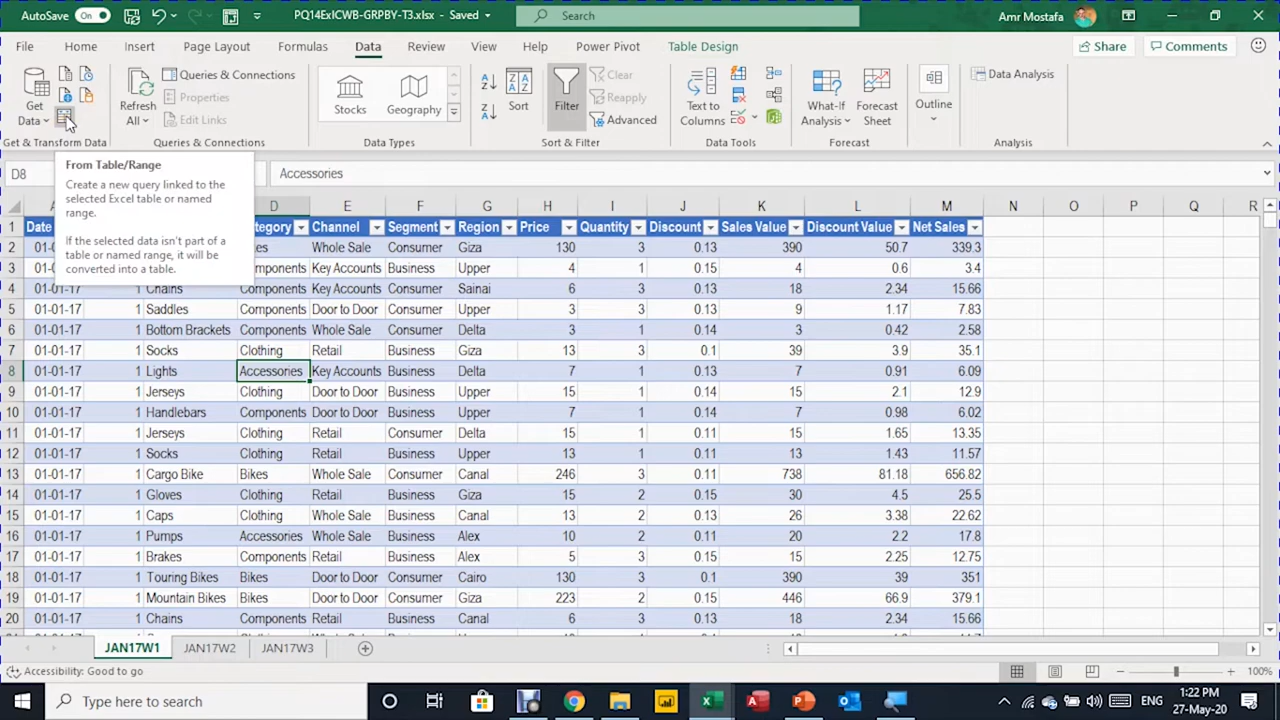 AutoSave On PQ14ExICWB-GRPBY-T3.xlsx - Saved Search Amr Mostafa
File Home Insert Page Layout Formulas Data Review View Help Power Pivot Table Design Share Comments
Get Data
Refresh All
Queries & Connections
Properties
Edit Links
Stocks Geography
Sort
Filter
Clear
Reapply
Advanced
Text to Columns
What-If Analysis
Forecast Sheet
Outline
Data Analysis
Get & Transform Data Queries & Connections Data Types Sort & Filter Data Tools Forecast Analysis
D8 Accessories
From Table/Range
Create a new query linked to the
selected Excel table or named
range.
If the selected data isn't part of a
table or named range, it will be
converted into a table.
D E F G H I J K L M N O P Q R
1 Date Channel Segment Region Price Quantity Discount Sales Value Discount Value Net Sales
2 Whole Sale Consumer Giza 130 3 0.13 390 50.7 339.3
3 Key Accounts Business Upper 4 1 0.15 4 0.6 3.4
4 01-01-17 1 Chains Components Key Accounts Business Sainai 6 3 0.13 18 2.34 15.66
5 01-01-17 1 Saddles Components Door to Door Consumer Upper 3 3 0.13 9 1.17 7.83
6 01-01-17 1 Bottom Brackets Components Whole Sale Consumer Delta 3 1 0.14 3 0.42 2.58
7 01-01-17 1 Socks Clothing Retail Business Giza 13 3 0.1 39 3.9 35.1
8 01-01-17 1 Lights Accessories Key Accounts Business Delta 7 1 0.13 7 0.91 6.09
9 01-01-17 1 Jerseys Clothing Door to Door Business Upper 15 1 0.14 15 2.1 12.9
10 01-01-17 1 Handlebars Components Door to Door Business Upper 7 1 0.14 7 0.98 6.02
11 01-01-17 1 Jerseys Clothing Retail Consumer Delta 15 1 0.11 15 1.65 13.35
12 01-01-17 1 Socks Clothing Retail Business Upper 13 1 0.11 13 1.43 11.57
13 01-01-17 1 Cargo Bike Bikes Whole Sale Consumer Canal 246 3 0.11 738 81.18 656.82
14 01-01-17 1 Gloves Clothing Retail Business Giza 15 2 0.15 30 4.5 25.5
15 01-01-17 1 Caps Clothing Whole Sale Consumer Canal 13 2 0.13 26 3.38 22.62
16 01-01-17 1 Pumps Accessories Whole Sale Business Alex 10 2 0.11 20 2.2 17.8
17 01-01-17 1 Brakes Components Retail Business Alex 5 3 0.15 15 2.25 12.75
18 01-01-17 1 Touring Bikes Bikes Door to Door Consumer Cairo 130 3 0.1 390 39 351
19 01-01-17 1 Mountain Bikes Bikes Door to Door Consumer Giza 223 2 0.15 446 66.9 379.1
20 01-01-17 1 Chains Components Retail Business Canal 6 3 0.13 18 2.34 15.66
JAN17W1 JAN17W2 JAN17W3
Accessibility: Good to go 100%
Type here to search ENG 1:22 PM
27-May-20